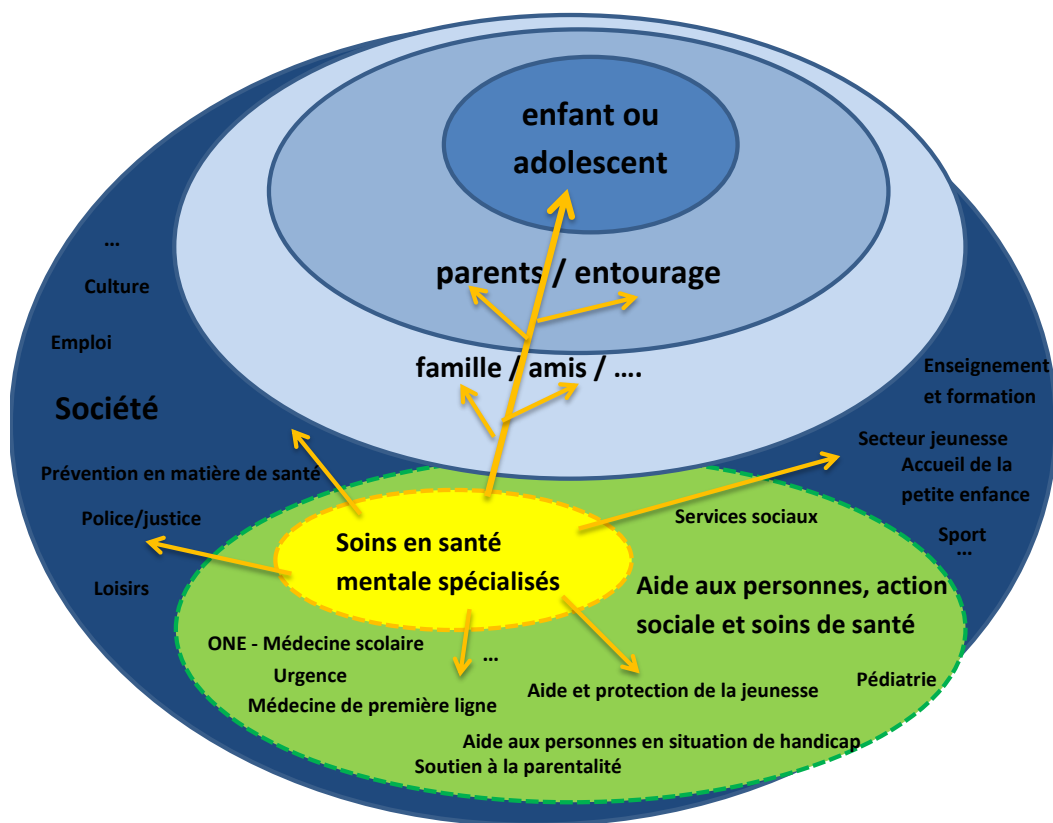 enfant ou
adolescent
...
parents / entourage
Culture
Emploi
famille / amis / ....
Enseignement
et formation
Société
Secteur jeunesse
Accueil de la
petite enfance
Prévention en matière de santé
Police/justice
Services sociaux
Sport
...
Soins en santé
mentale spécialisés
Loisirs
Aide aux personnes, action
sociale et soins de santé
ONE - Médecine scolaire
...
Urgence
Pédiatrie
Aide et protection de la jeunesse
Médecine de première ligne
Aide aux personnes en situation de handicap
Soutien à la parentalité